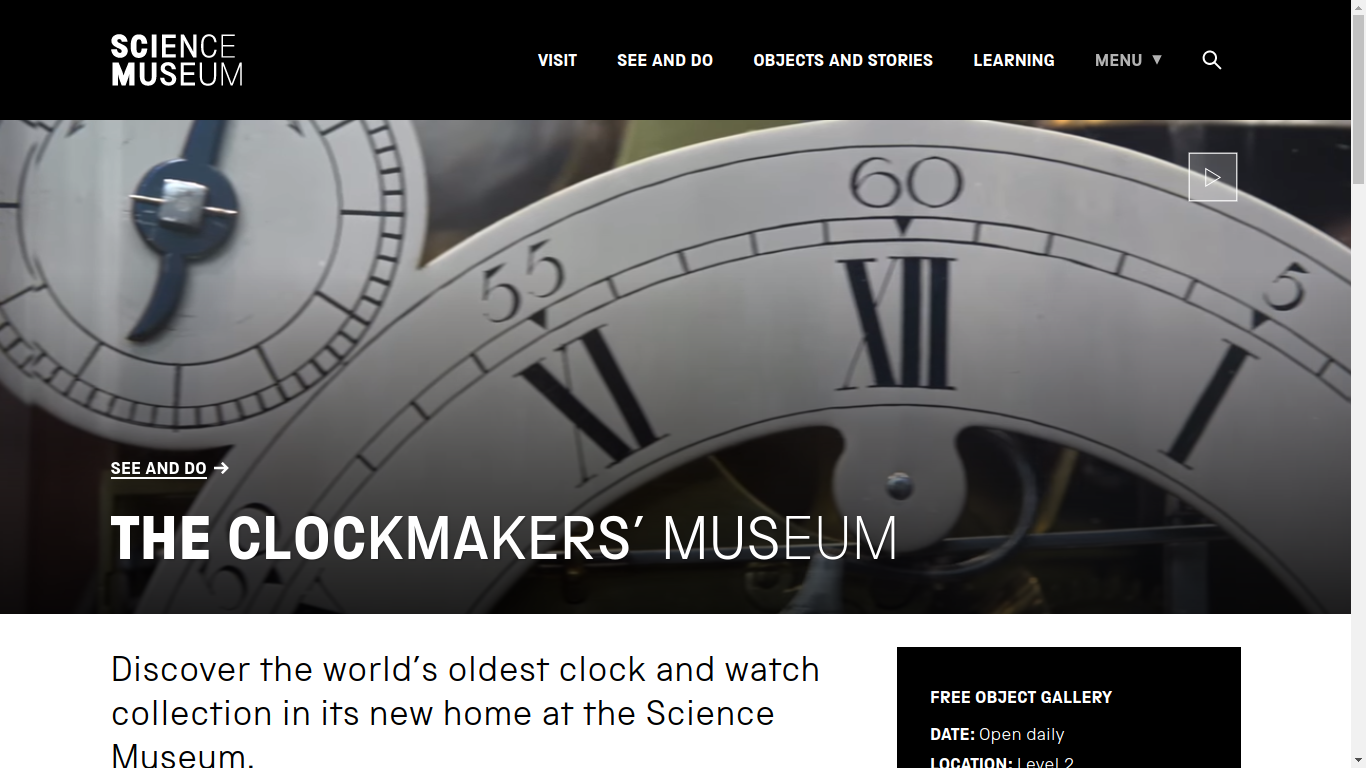 SCIENCE
MUSEUM
VISIT
SEE AND DO
OBJECTS AND STORIES
LEARNING
MENU ▼
60
55
5
XII
XI
I
SEE AND DO →
THE CLOCKMAKERS’ MUSEUM
Discover the world’s oldest clock and watch
collection in its new home at the Science
Museum.
FREE OBJECT GALLERY
DATE: Open daily
LOCATION: Level 2